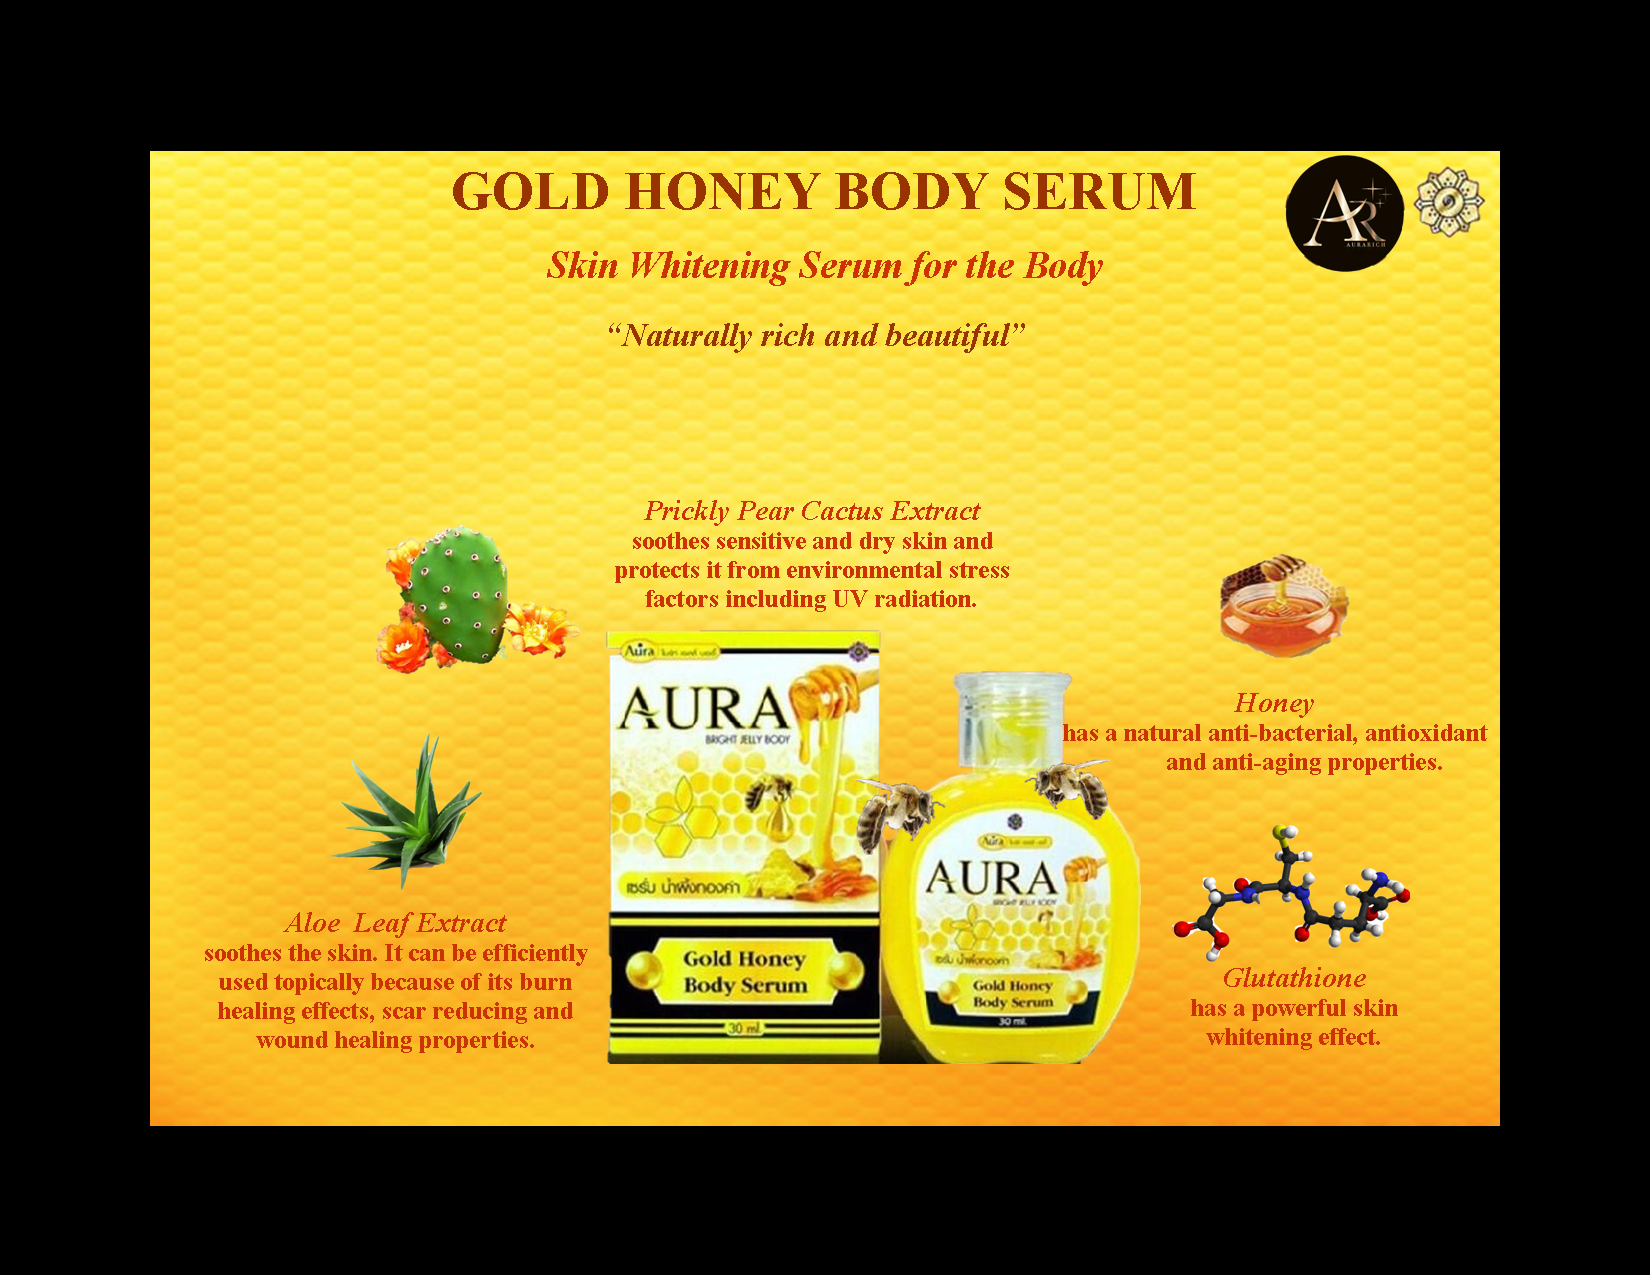 GOLD HONEY BODY SERUM
AR
AURARICH
Skin Whitening Serum for the Body
“Naturally rich and beautiful”
Prickly Pear Cactus Extract
soothes sensitive and dry skin and
protects it from environmental stress
factors including UV radiation.
Honey
has a natural anti-bacterial, antioxidant
and anti-aging properties.
Aloe Leaf Extract
soothes the skin. It can be efficiently
used topically because of its burn
healing effects, scar reducing and
wound healing properties.
Glutathione
has a powerful skin
whitening effect.
Aura
AURA
BRIGHT JELLY BODY
เซรั่ม น้ำผึ้งทองคำ
Gold Honey
Body Serum
30 ml.
Aura
AURA
BRIGHT JELLY BODY
เซรั่ม น้ำผึ้งทองคำ
Gold Honey
Body Serum
30 ml.